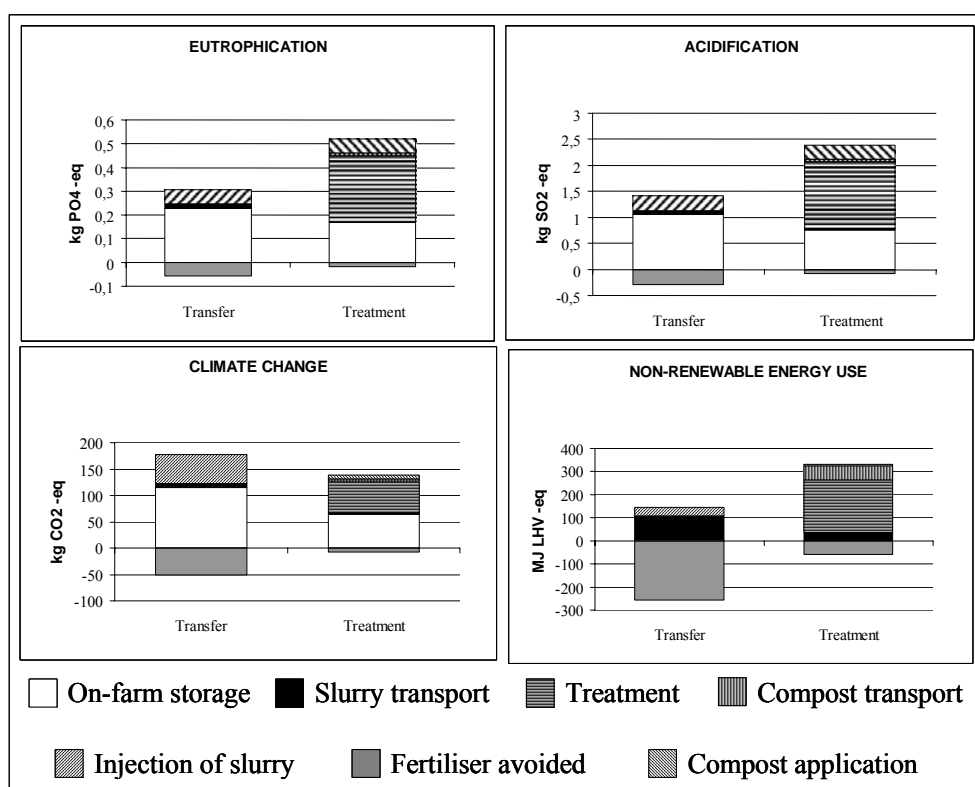 EUTROPHICATION
kg PO4 -eq
0,6
0,5
0,4
0,3
0,2
0,1
0
-0,1
Transfer Treatment
ACIDIFICATION
kg SO2 -eq
3
2,5
2
1,5
1
0,5
0
-0,5
Transfer Treatment
CLIMATE CHANGE
kg CO2 -eq
200
150
100
50
0
-50
-100
Transfer Treatment
NON-RENEWABLE ENERGY USE
MJ LHV -eq
400
300
200
100
0
-100
-200
-300
Transfer Treatment
On-farm storage Slurry transport Treatment Compost transport
Injection of slurry Fertiliser avoided Compost application